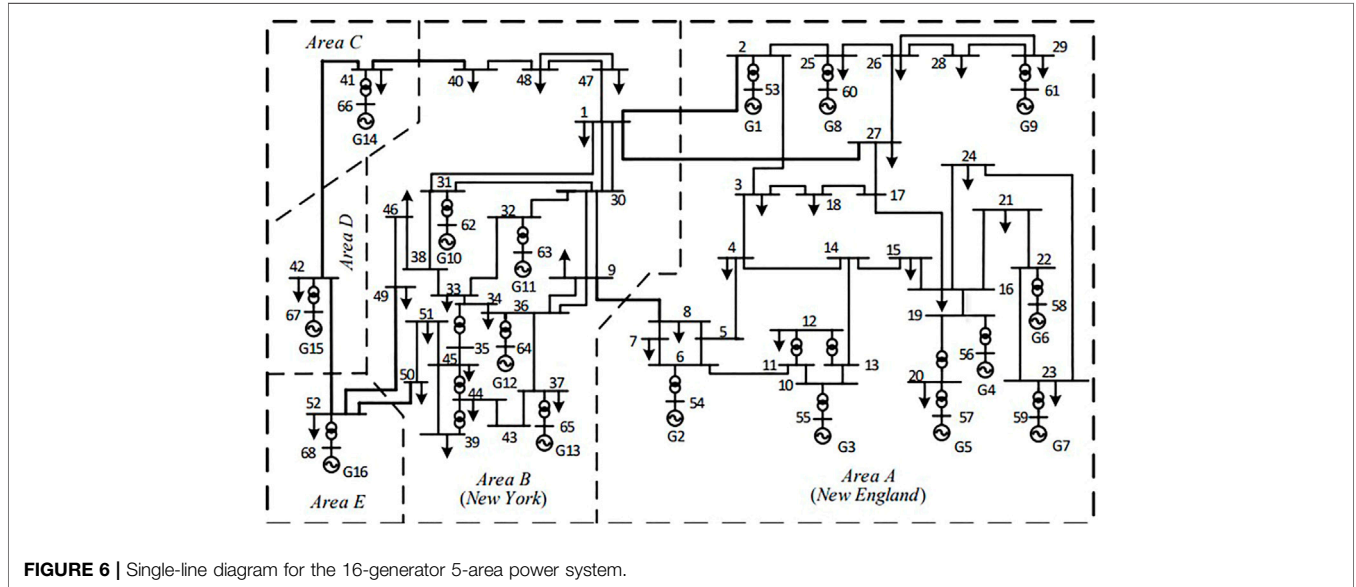 Area C
2
25
26
28
29
41
40
48
47
53
60
61
66
G14
G1
G8
G9
1
27
24
31
30
3
18
17
21
46
32
62
G10
63
G11
Area D
38
9
4
14
15
22
42
33
34
36
16
58
G6
49
51
8
5
12
19
67
G15
35
64
G12
7
6
11
13
56
G4
45
50
44
37
10
20
23
52
54
G2
55
G3
57
G5
59
G7
39
43
65
G13
68
G16
Area E
Area B
(New York)
Area A
(New England)
FIGURE 6 | Single-line diagram for the 16-generator 5-area power system.